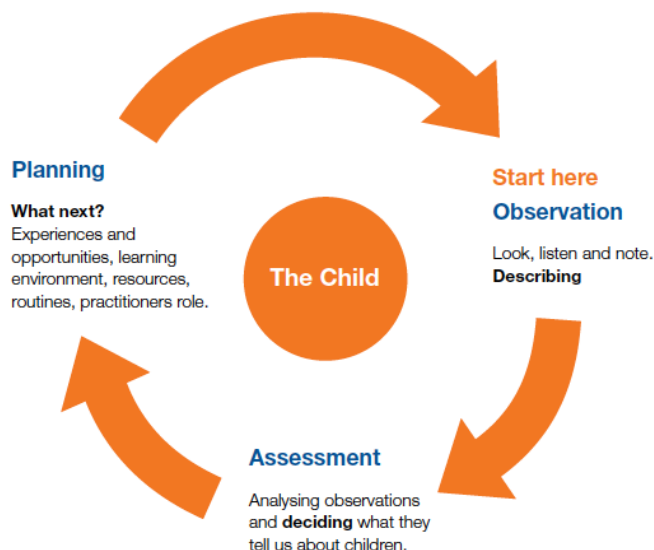 Planning
What next?
Experiences and
opportunities, learning
environment, resources,
routines, practitioners role.
The Child
Start here
Observation
Look, listen and note.
Describing
Assessment
Analysing observations
and deciding what they
tell us about children.